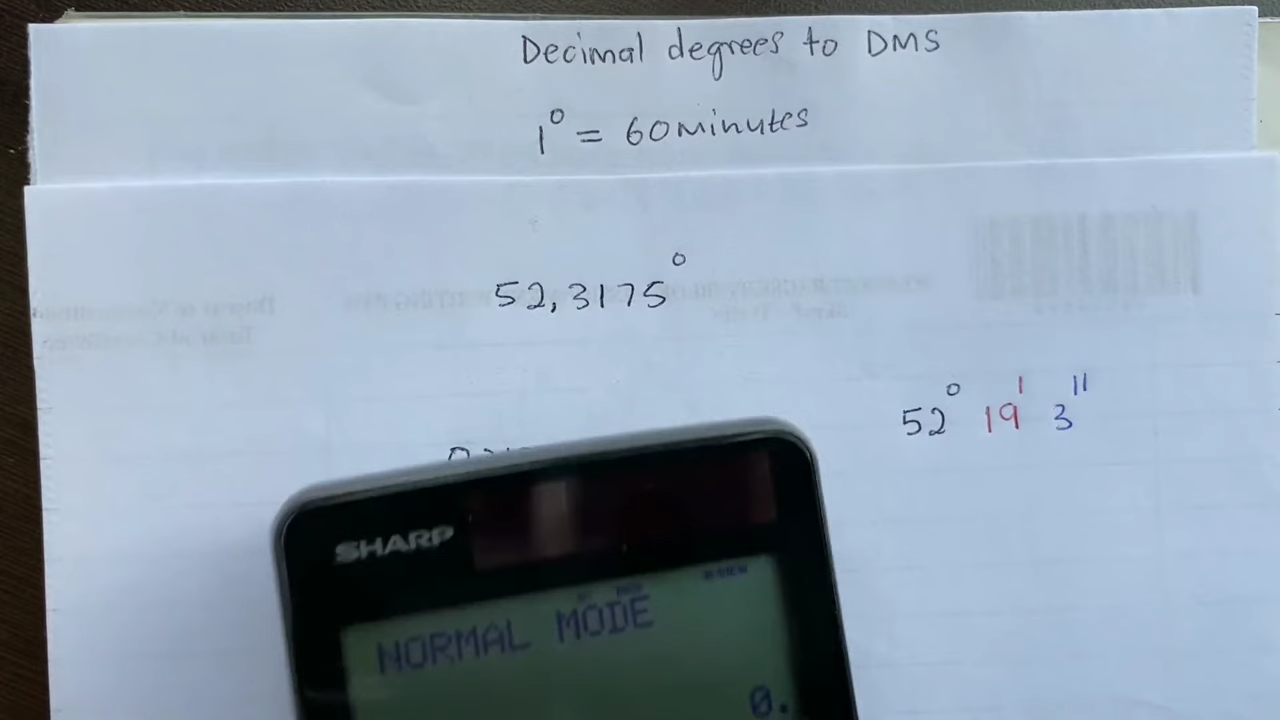 Decimal degrees to DMS
1° = 60minutes
52,3175°
52° 19' 3"
SHARP
NORMAL MODE
0.